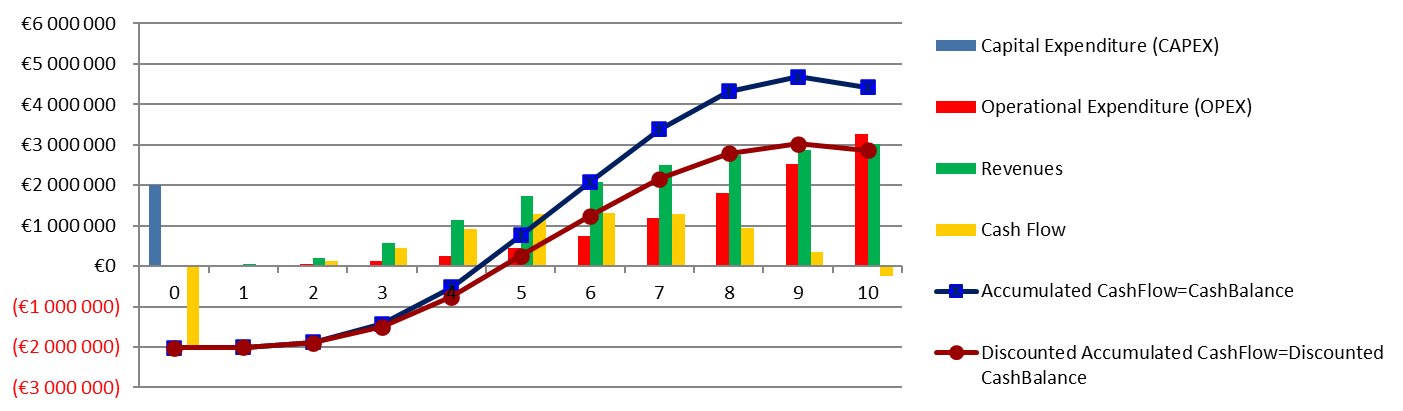 €6 000 000
€5 000 000
€4 000 000
€3 000 000
€2 000 000
€1 000 000
€0
(€1 000 000)
(€2 000 000)
(€3 000 000)
0 1 2 3 4 5 6 7 8 9 10
Capital Expenditure (CAPEX)
Operational Expenditure (OPEX)
Revenues
Cash Flow
Accumulated CashFlow=CashBalance
Discounted Accumulated CashFlow=Discounted
CashBalance